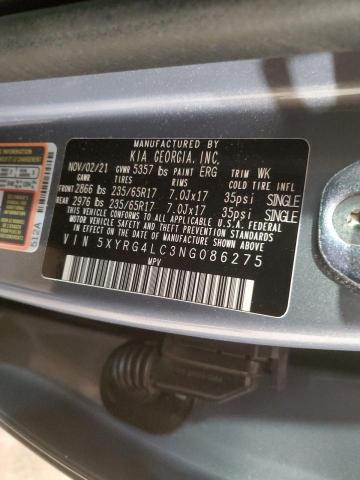 MANUFACTURED BY
KIA GEORGIA, INC.
NOV/02/21 GVWR 5357 lbs PAINT ERG TRIM WK
GAWR TIRES RIMS COLD TIRE INFL
FRONT 2866 lbs 235/65R17 7.0Jx17 35psi SINGLE
REAR 2976 lbs 235/65R17 7.0Jx17 35psi SINGLE
THIS VEHICLE CONFORMS TO ALL APPLICABLE U.S.
FEDERAL MOTOR VEHICLE SAFETY STANDARDS
IN EFFECT ON THE DATE OF MANUFACTURE SHOWN ABOVE.
VIN 5XYRG4LC3NG086275
MPV
512A